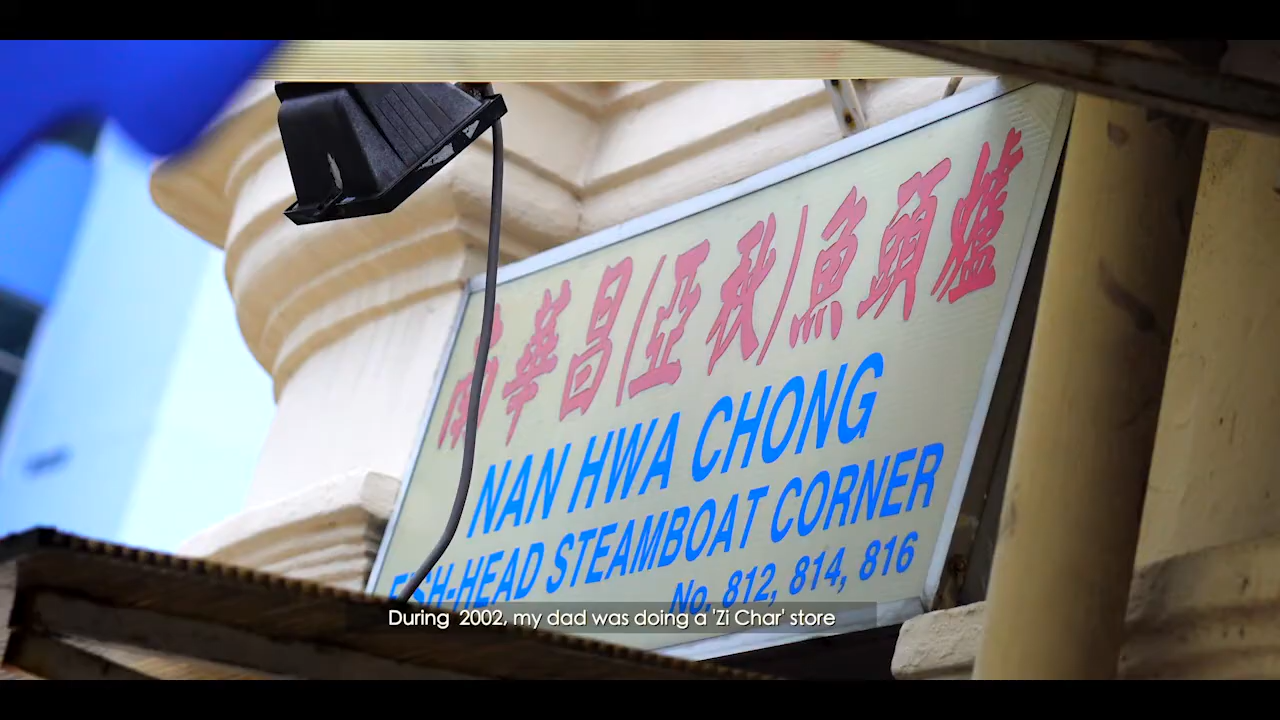 南華昌(亞秋)魚頭爐
NAN HWA CHONG
FISH-HEAD STEAMBOAT CORNER
No. 812, 814, 816
During 2002, my dad was doing a 'Zi Char' store